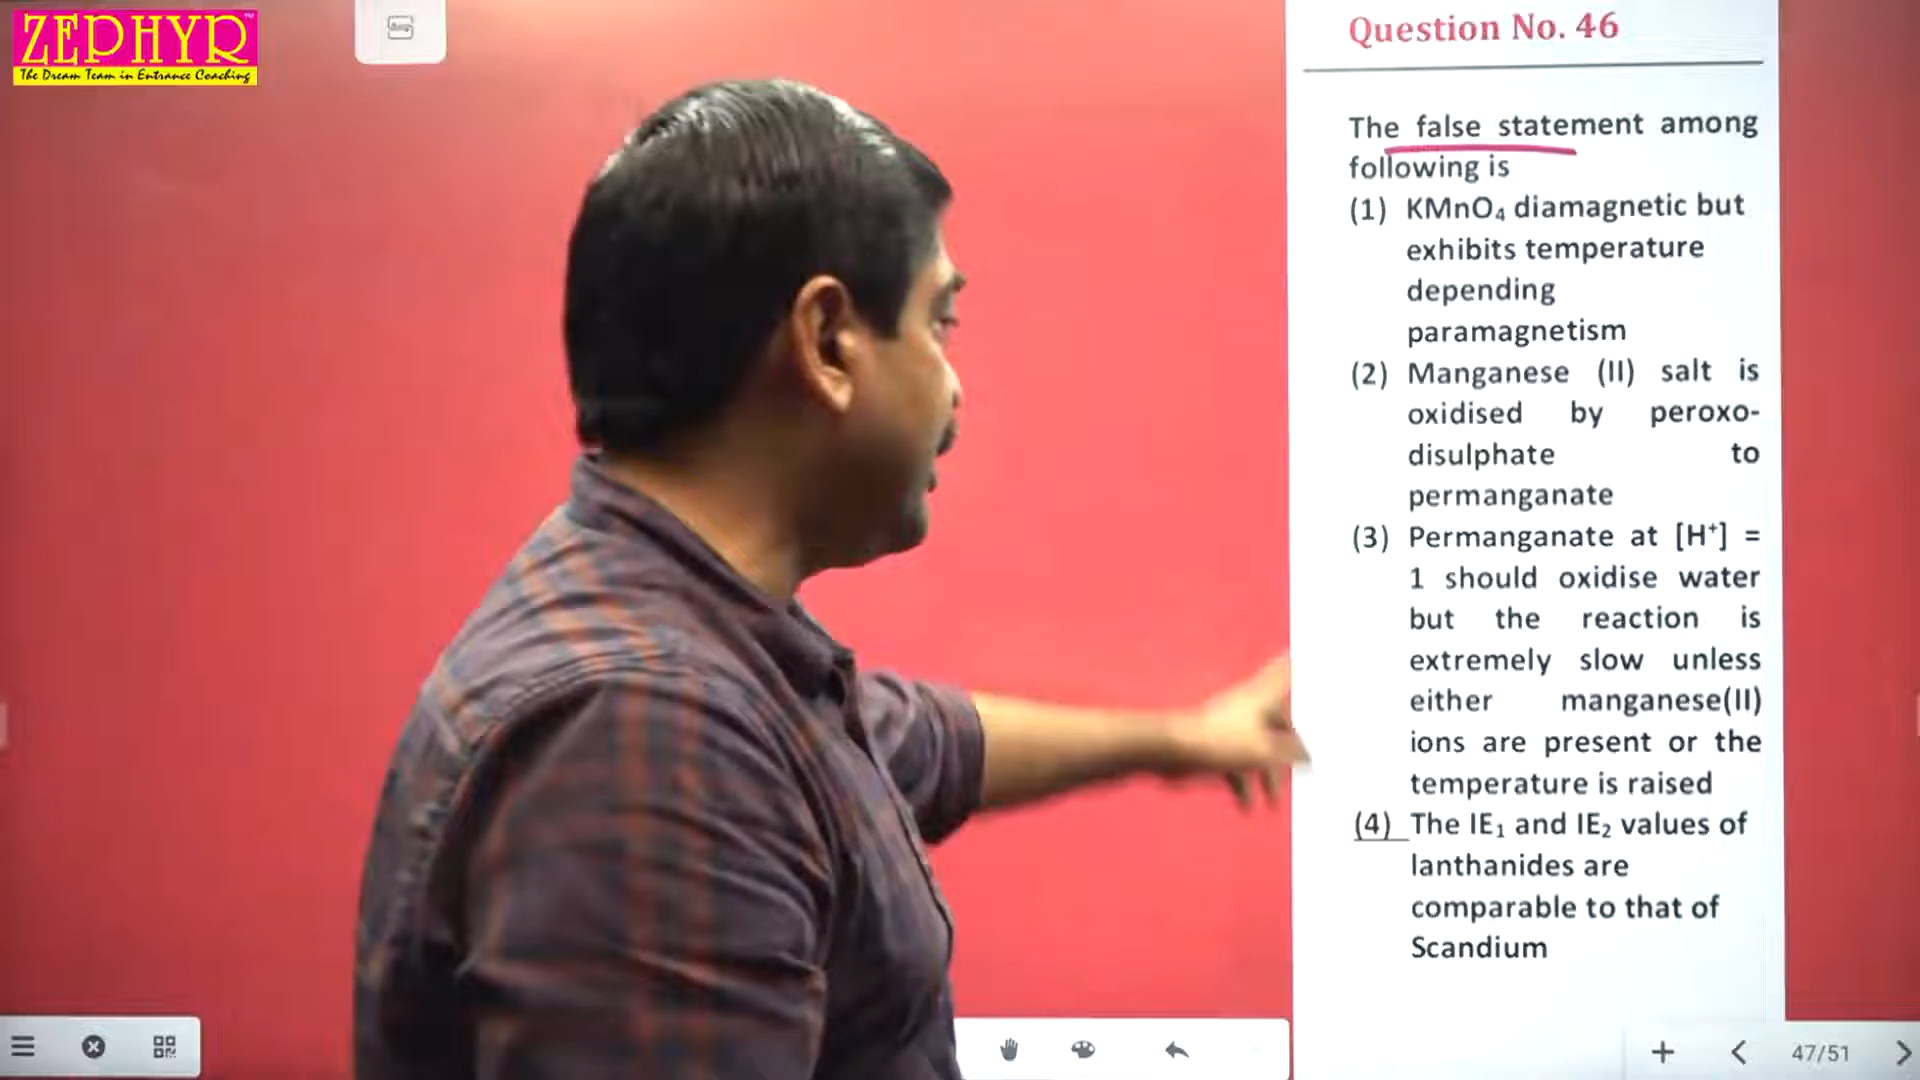 ZEPHYR™
The Dream Team in Entrance Coaching
Question No. 46
The false statement among
following is
(1) KMnO₄ diamagnetic but
exhibits temperature
depending
paramagnetism
(2) Manganese (II) salt is
oxidised by peroxo-
disulphate to
permanganate
(3) Permanganate at [H⁺] =
1 should oxidise water
but the reaction is
extremely slow unless
either manganese(II)
ions are present or the
temperature is raised
(4) The IE₁ and IE₂ values of
lanthanides are
comparable to that of
Scandium
47/51